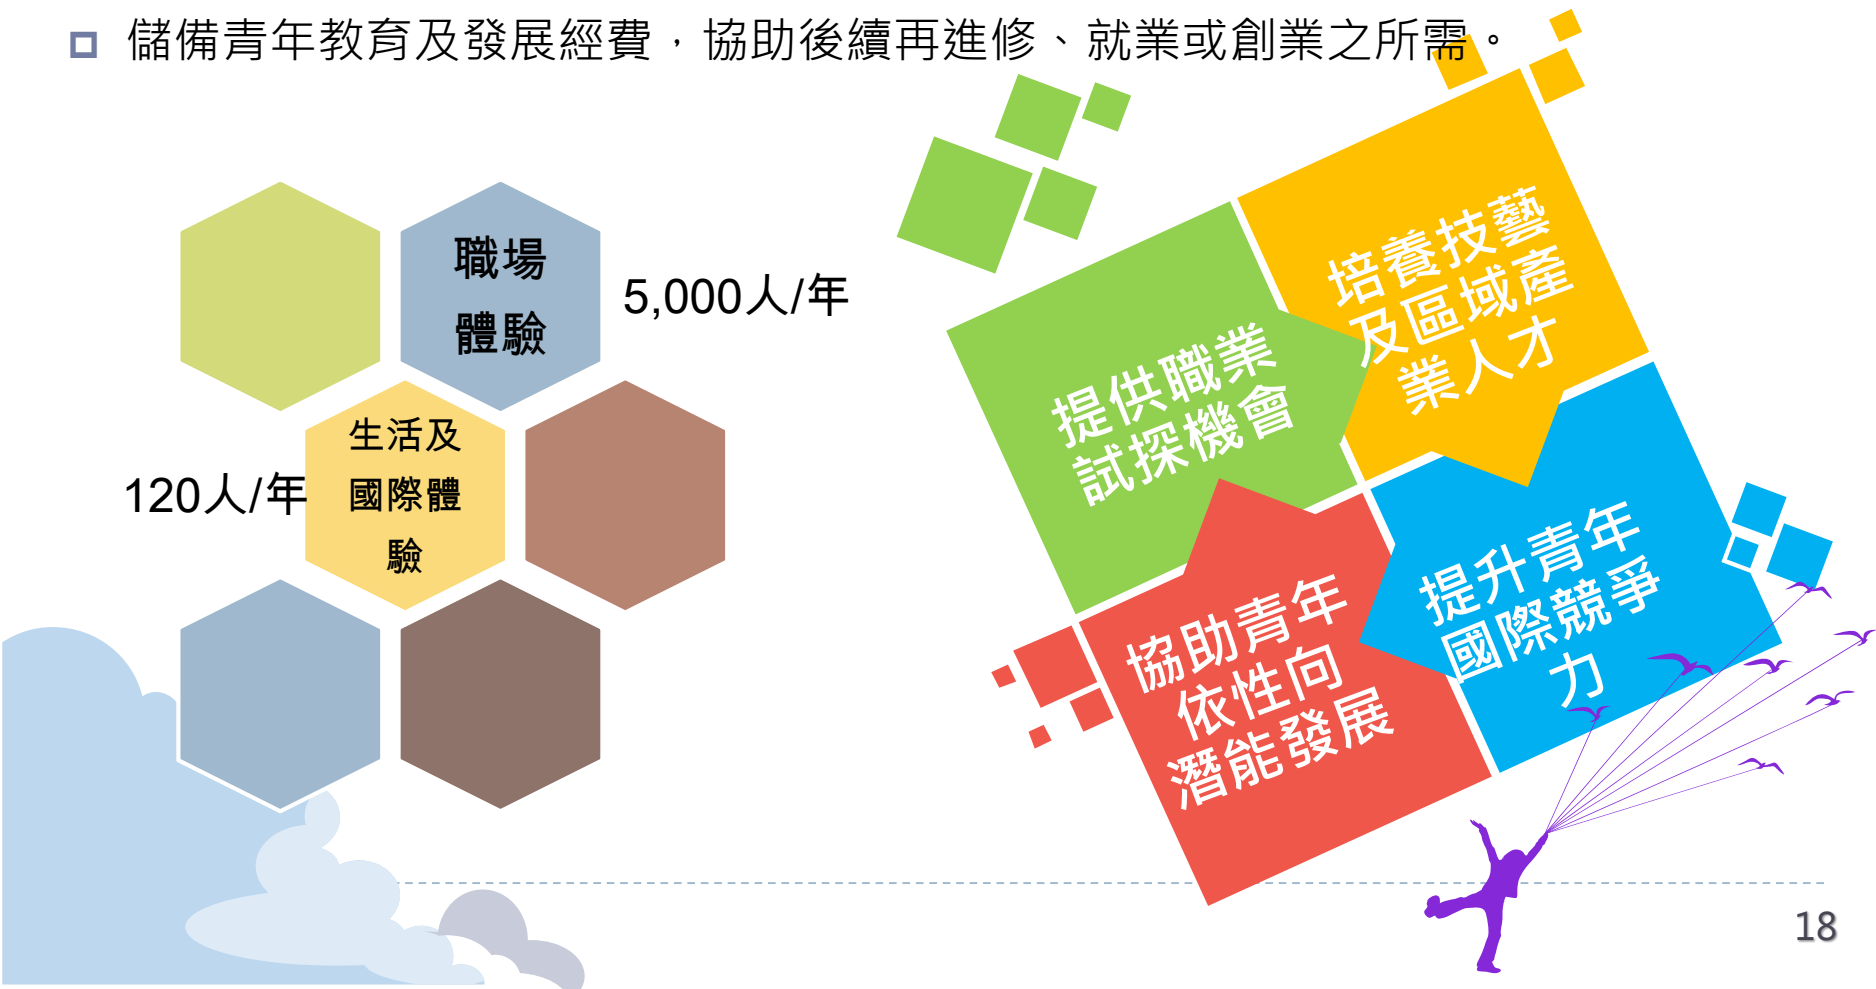 儲備青年教育及發展經費，協助後續再進修、就業或創業之所需。
職場
體驗
5,000人/年
生活及
國際體
驗
120人/年
提供職業
試探機會
培養技藝
及區域產
業人才
協助青年
依性向
潛能發展
提升青年
國際競爭
力
18